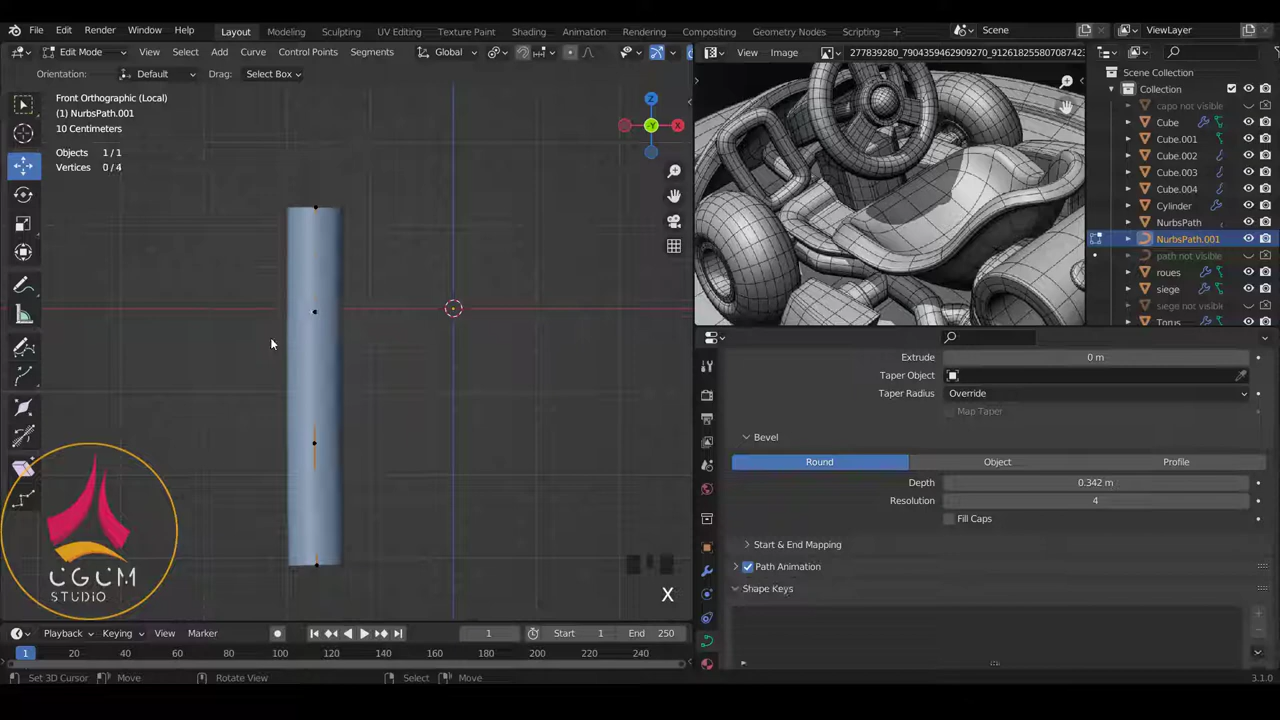 File Edit Render Window Help Layout Modeling Sculpting UV Editing Texture Paint Shading Animation Rendering Compositing Geometry Nodes Scripting + Scene ViewLayer
Edit Mode View Select Add Curve Control Points Segments Global View Image 277839280_7904359462909270_91261825580708742
Orientation: Default Drag: Select Box
Front Orthographic (Local)
(1) NurbsPath.001
10 Centimeters
Objects 1 / 1
Vertices 0 / 4
Z
-Y
X
Scene Collection
Collection
capo not visible
Cube
Cube.001
Cube.002
Cube.003
Cube.004
Cylinder
NurbsPath
NurbsPath.001
path not visible
roues
siege
siege not visible
Torus
Extrude 0 m
Taper Object
Taper Radius Override
Map Taper
Bevel
Round Object Profile
Depth 0.342 m
Resolution 4
Fill Caps
Start & End Mapping
Path Animation
Shape Keys
UGUM
STUDIO
X
Playback Keying View Marker 1 Start 1 End 250
1 20 40 60 80 100 120 140 160 180 200 220 240
Set 3D Cursor Move Rotate View Select Move 3.1.0